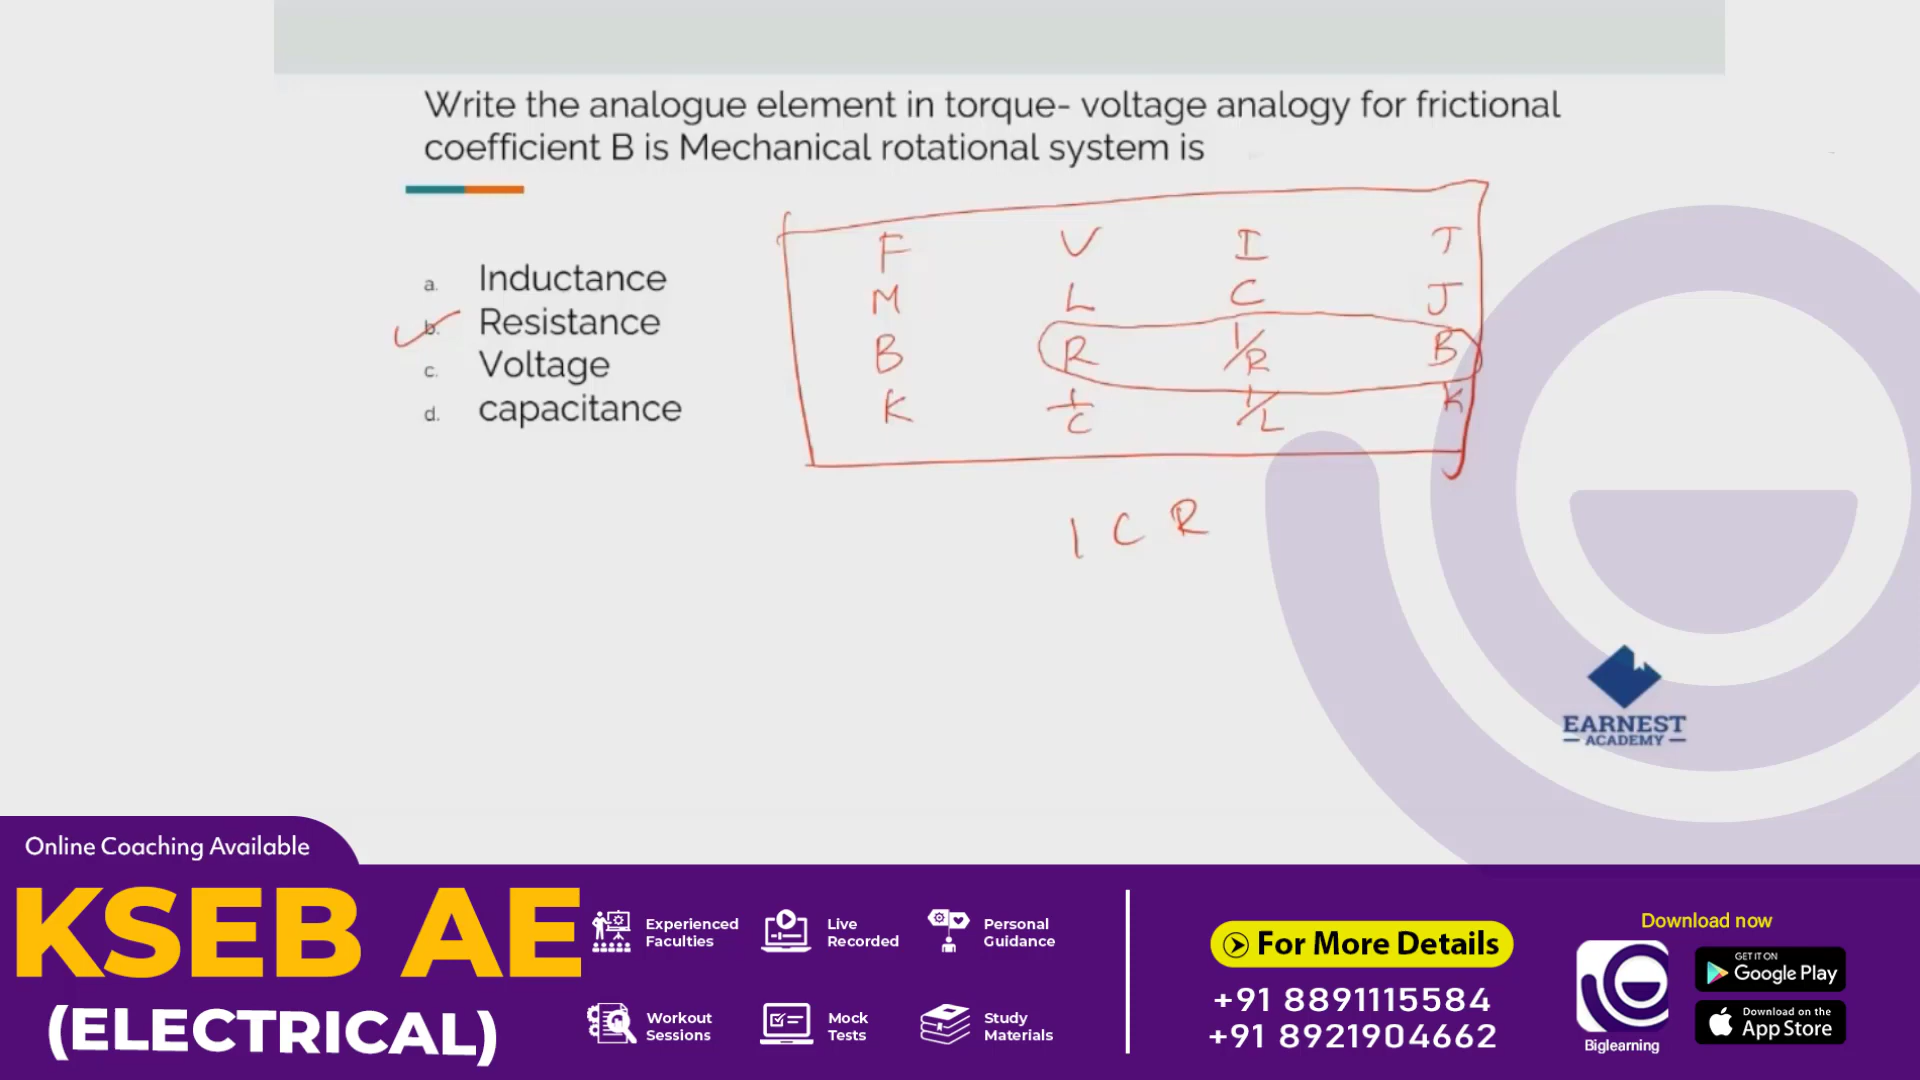 Write the analogue element in torque- voltage analogy for frictional
coefficient B is Mechanical rotational system is
a. Inductance
b. Resistance
c. Voltage
d. capacitance
F V I T
M L C J
B R 1/R B
K 1/C 1/L K
I C R
EARNEST
ACADEMY
Online Coaching Available
KSEB AE
(ELECTRICAL)
Experienced
Faculties
Live
Recorded
Personal
Guidance
Workout
Sessions
Mock
Tests
Study
Materials
For More Details
+91 8891115584
+91 8921904662
Download now
Biglearning
GET IT ON
Google Play
Download on the
App Store